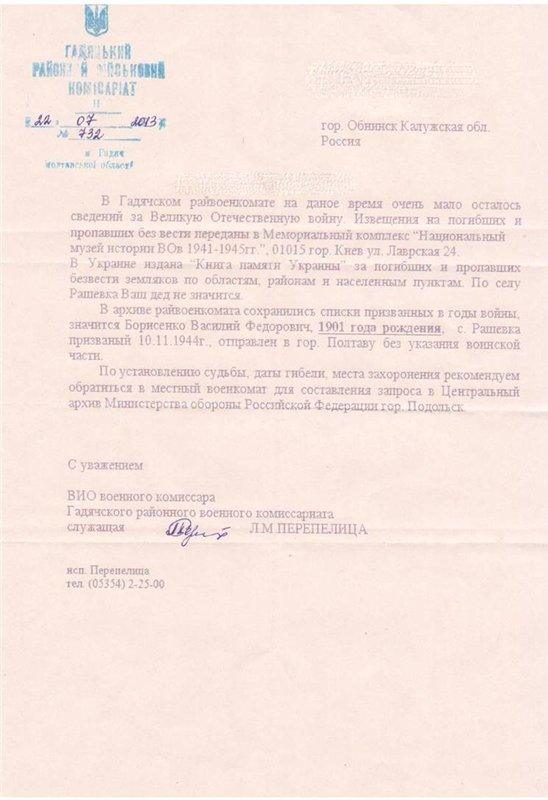 ГАДЯЦЬКИЙ
РАЙОННИЙ ВІЙСЬКОВИЙ
КОМІСАРІАТ
22 07 2013
№ 732
м. Гадяч
Полтавської області
гор. Обнинск Калужская обл.
Россия
В Гадячском райвоенкомате на даное время очень мало осталось
сведений за Великую Отечественную войну. Извещения на погибших и
пропавших без вести переданы в Мемориальный комплекс “Национальный
музей истории ВОв 1941-1945гг.”, 01015 гор. Киев ул. Лаврская 24.
В Украине издана “Книга памяти Украины” за погибших и пропавших
безвести земляков по областям, районам и населенным пунктам. По селу
Рашевка Ваш дед не значится.
В архиве райвоенкомата сохранились списки призванных в годы войны,
значится Борисенко Василий Федорович, 1901 года рождения, с. Рашевка
призваный 10.11.1944г., отправлен в гор. Полтаву без указания воинской
части.
По установлению судьбы, даты гибели, места захоронения рекомендуем
обратиться в местный военкомат для составления запроса в Центральный
архив Министерства обороны Российской Федерации гор. Подольск.
С уважением
ВИО военного комиссара
Гадячского районного военного комиссариата
служащая Л.М ПЕРЕПЕЛИЦА
исп. Перепелица
тел. (05354) 2-25-00